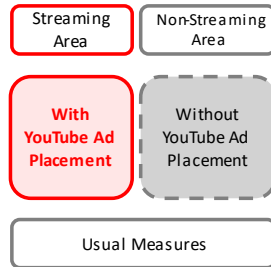 Streaming
Area
Non-Streaming
Area
With
YouTube Ad
Placement
Without
YouTube Ad
Placement
Usual Measures